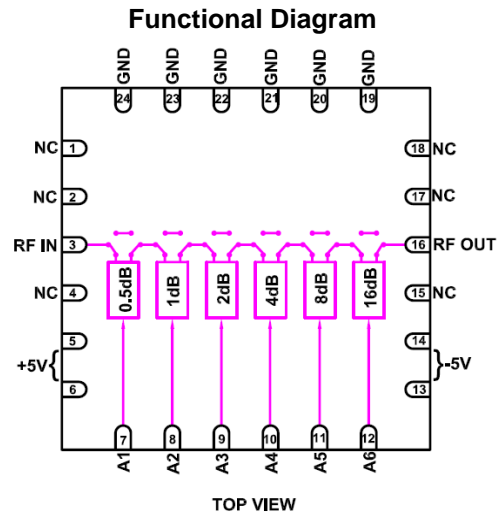 Functional Diagram
GND GND GND GND GND GND
24 23 22 21 20 19
NC 1 18 NC
NC 2 17 NC
RF IN 3 16 RF OUT
NC 4 0.5dB 1dB 2dB 4dB 8dB 16dB 15 NC
5 14
+5V -5V
6 13
7 8 9 10 11 12
A1 A2 A3 A4 A5 A6
TOP VIEW